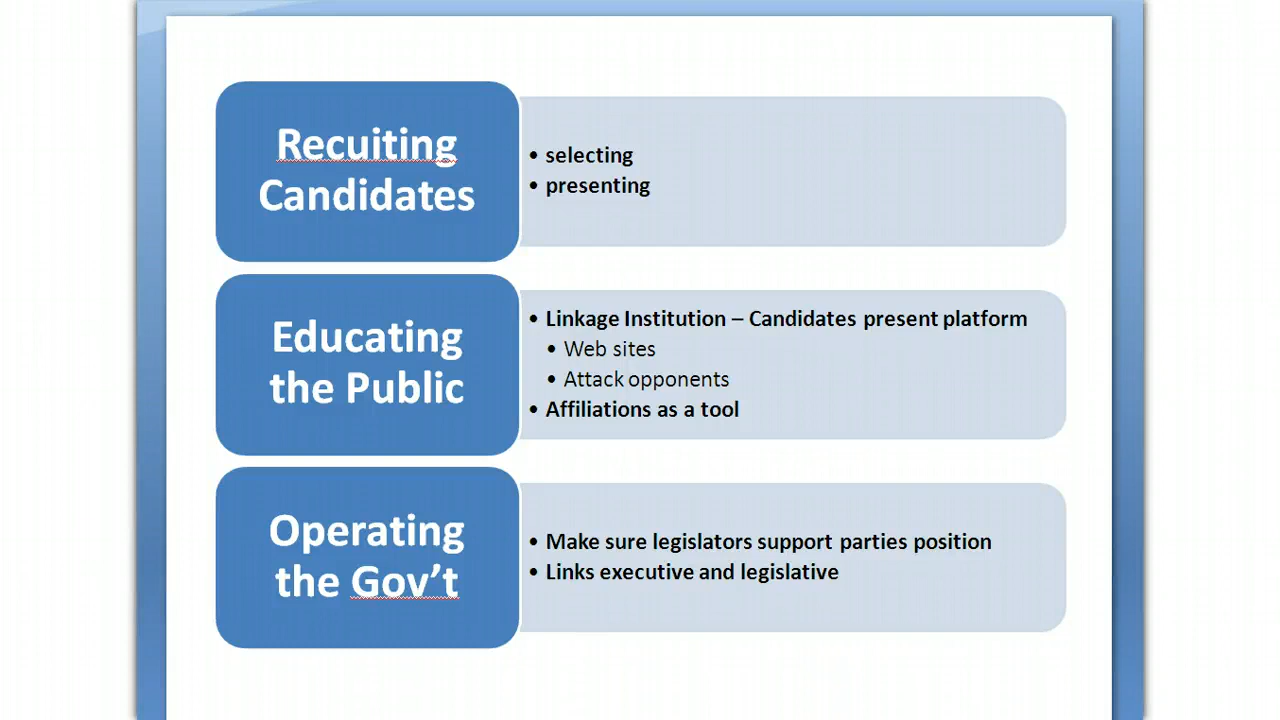 Recuiting
Candidates
• selecting
• presenting
Educating
the Public
• Linkage Institution – Candidates present platform
• Web sites
• Attack opponents
• Affiliations as a tool
Operating
the Gov’t
• Make sure legislators support parties position
• Links executive and legislative